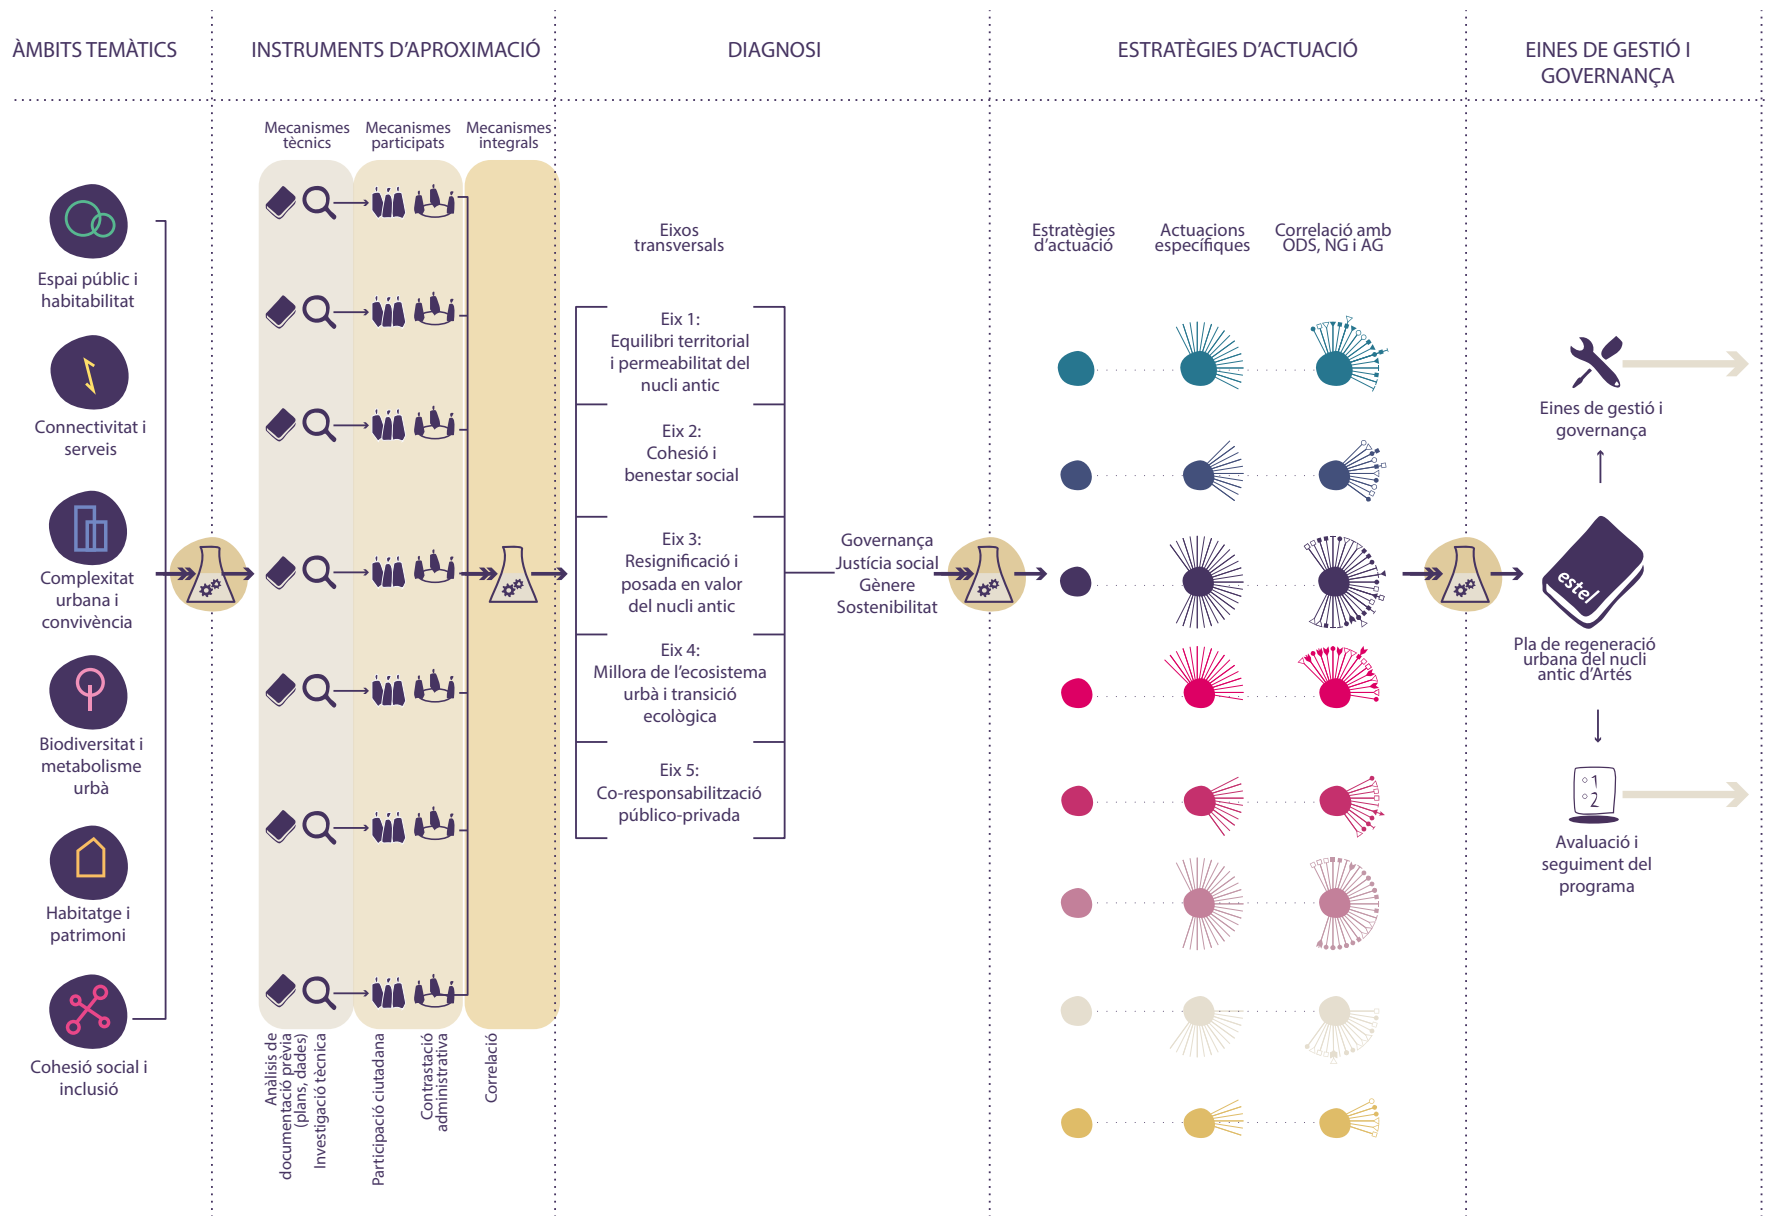 ÀMBITS TEMÀTICS
INSTRUMENTS D'APROXIMACIÓ
DIAGNOSI
ESTRATÈGIES D'ACTUACIÓ
EINES DE GESTIÓ I
GOVERNANÇA
Espai públic i
habitabilitat
Connectivitat i
serveis
Complexitat
urbana i
convivència
Biodiversitat i
metabolisme
urbà
Habitatge i
patrimoni
Cohesió social i
inclusió
Mecanismes
tècnics
Mecanismes
participats
Mecanismes
integrals
Anàlisis de
documentació prèvia
(plans, dades)
Investigació tècnica
Participació ciutadana
Contrastació
administrativa
Correlació
Eixos
transversals
Eix 1:
Equilibri territorial
i permeabilitat del
nucli antic
Eix 2:
Cohesió i
benestar social
Eix 3:
Resignificació i
posada en valor
del nucli antic
Eix 4:
Millora de l'ecosistema
urbà i transició
ecològica
Eix 5:
Co-responsabilització
público-privada
Governança
Justícia social
Gènere
Sostenibilitat
Estratègies
d'actuació
Actuacions
específiques
Correlació amb
ODS, NG i AG
Eines de gestió i
governança
estel
Pla de regeneració
urbana del nucli
antic d'Artés
1
2
Avaluació i
seguiment del
programa